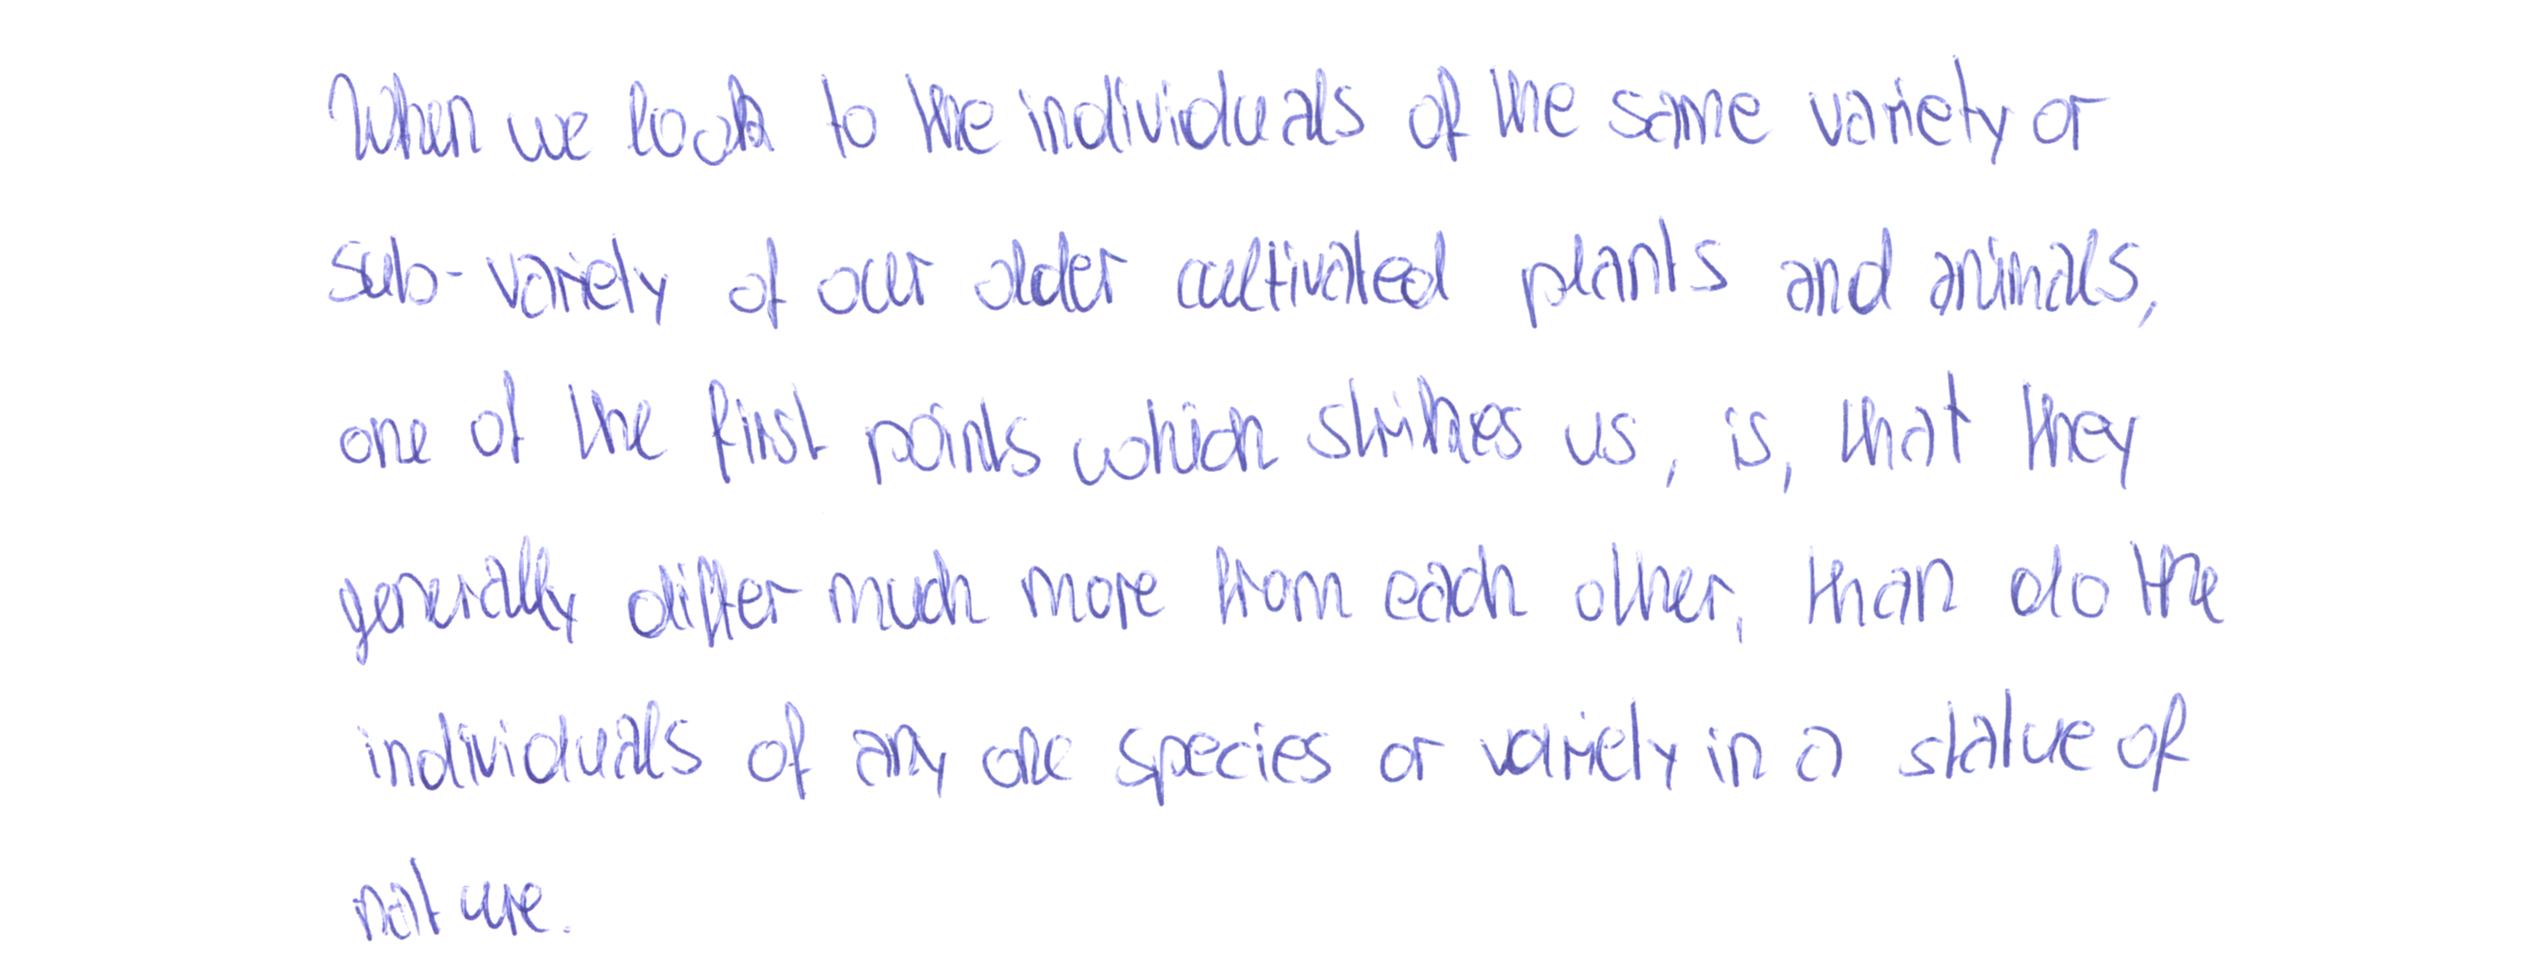 When we look to the individuals of the same variety or
sub-variety of our older cultivated plants and animals,
one of the first points which strikes us, is, that they
generally differ much more from each other, than do the
individuals of any one species or variety in a statue of
nature.